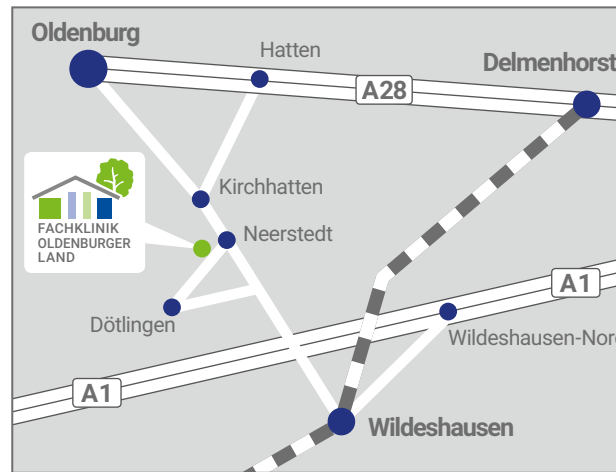 Oldenburg
Hatten
Delmenhorst
A28
Kirchhatten
FACHKLINIK
OLDENBURGER
LAND
Neerstedt
A1
Dötlingen
Wildeshausen-Nord
A1
Wildeshausen